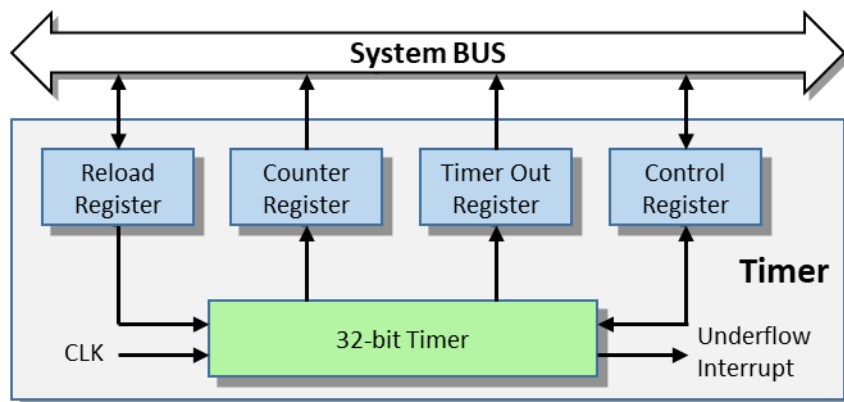 System BUS
Reload
Register
Counter
Register
Timer Out
Register
Control
Register
Timer
32-bit Timer
CLK
Underflow
Interrupt